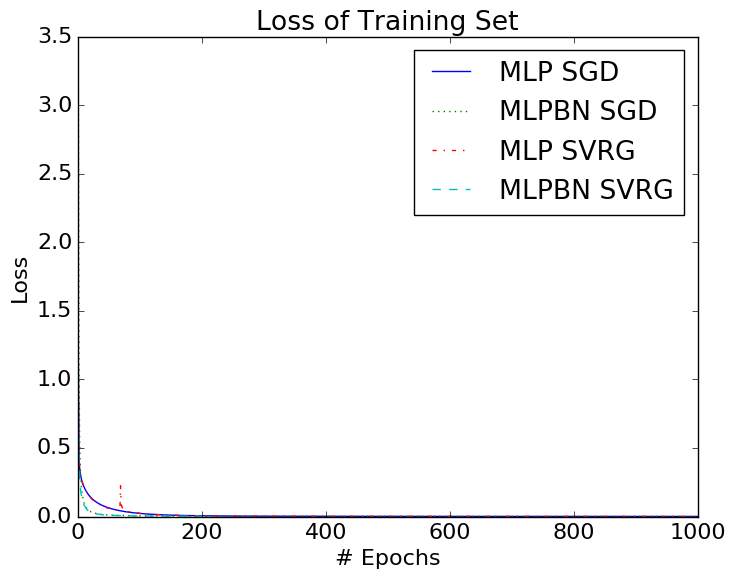 Loss of Training Set
3.5
3.0
2.5
2.0
1.5
1.0
0.5
0.0
Loss
MLP SGD
MLPBN SGD
MLP SVRG
MLPBN SVRG
0 200 400 600 800 1000
# Epochs